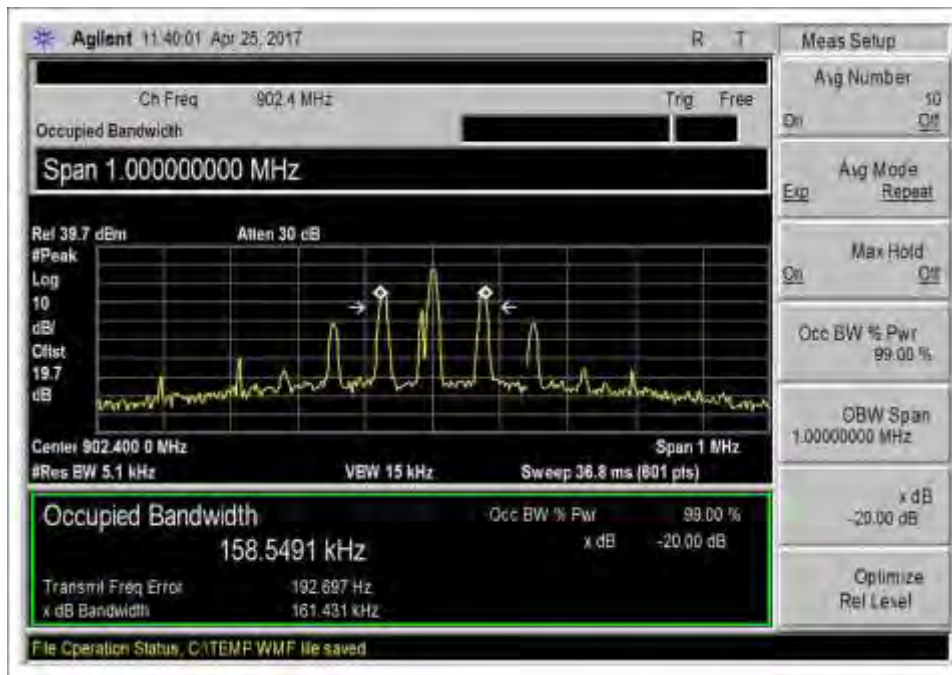 Agilent 11:40:01 Apr 25, 2017 R T
Ch Freq 902.4 MHz Trig Free
Occupied Bandwidth
Span 1.000000000 MHz
Ref 39.7 dBm Atten 30 dB
#Peak
Log
10
dB/
Offst
19.7
dB
Center 902.400 0 MHz Span 1 MHz
#Res BW 5.1 kHz VBW 15 kHz Sweep 36.8 ms (601 pts)
Occupied Bandwidth Occ BW % Pwr 99.00 %
158.5491 kHz x dB -20.00 dB
Transmit Freq Error 192.697 Hz
x dB Bandwidth 161.431 kHz
File Operation Status, C:\TEMP.WMF file saved
Meas Setup
Avg Number
10
On Off
Avg Mode
Exp Repeat
Max Hold
On Off
Occ BW % Pwr
99.00 %
OBW Span
1.00000000 MHz
x dB
-20.00 dB
Optimize
Ref Level